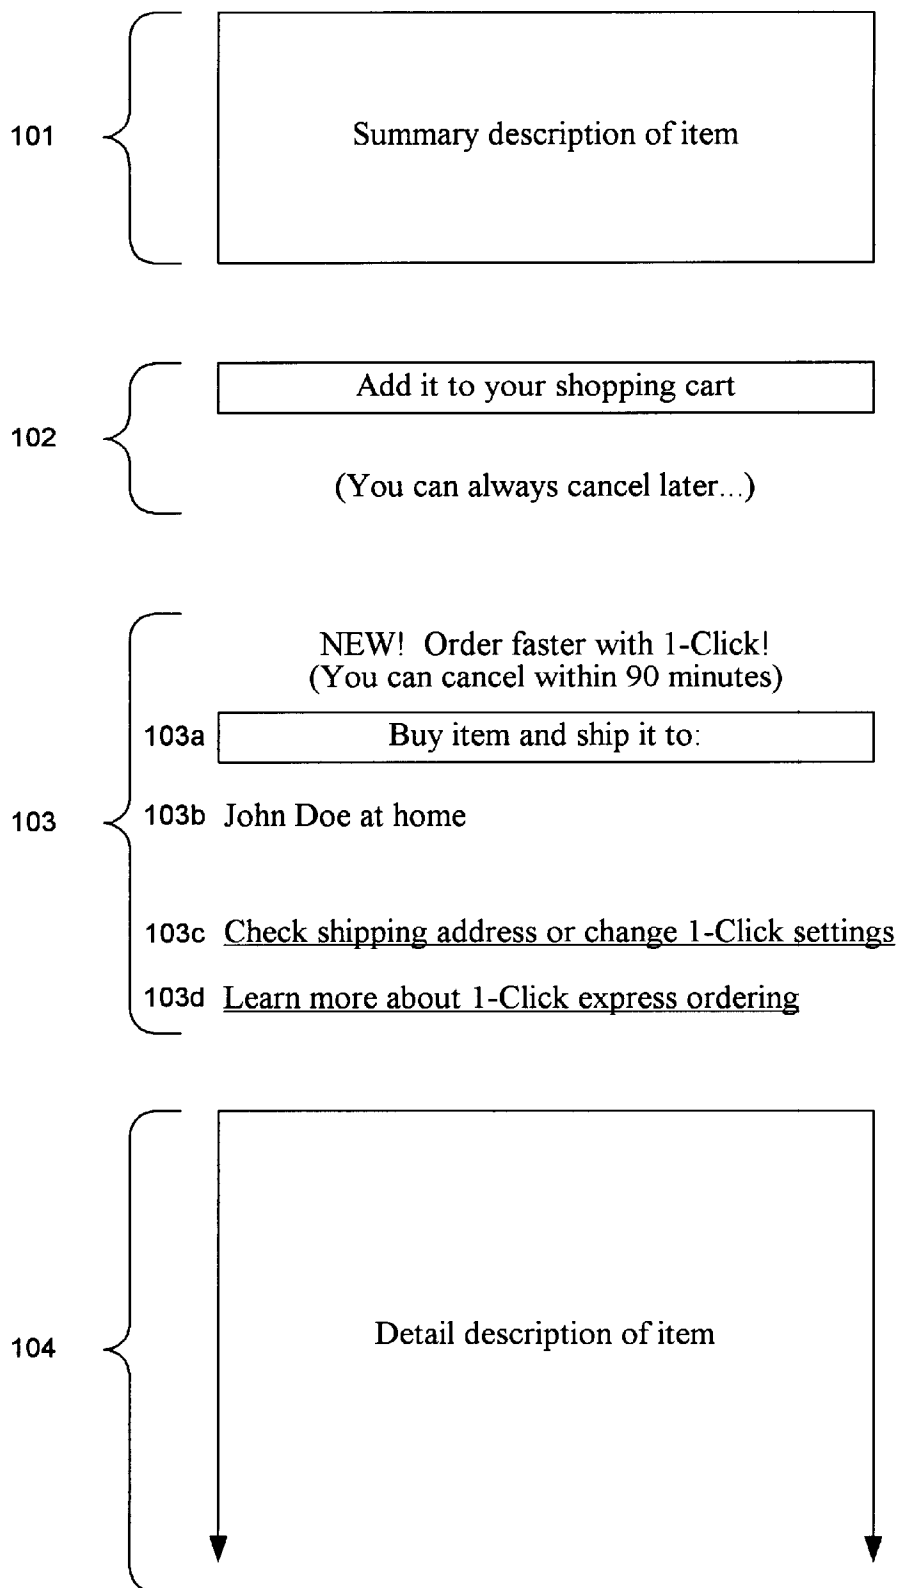 101
Summary description of item
102
Add it to your shopping cart
(You can always cancel later...)
103
NEW! Order faster with 1-Click!
(You can cancel within 90 minutes)
103a Buy item and ship it to:
103b John Doe at home
103c Check shipping address or change 1-Click settings
103d Learn more about 1-Click express ordering
104
Detail description of item